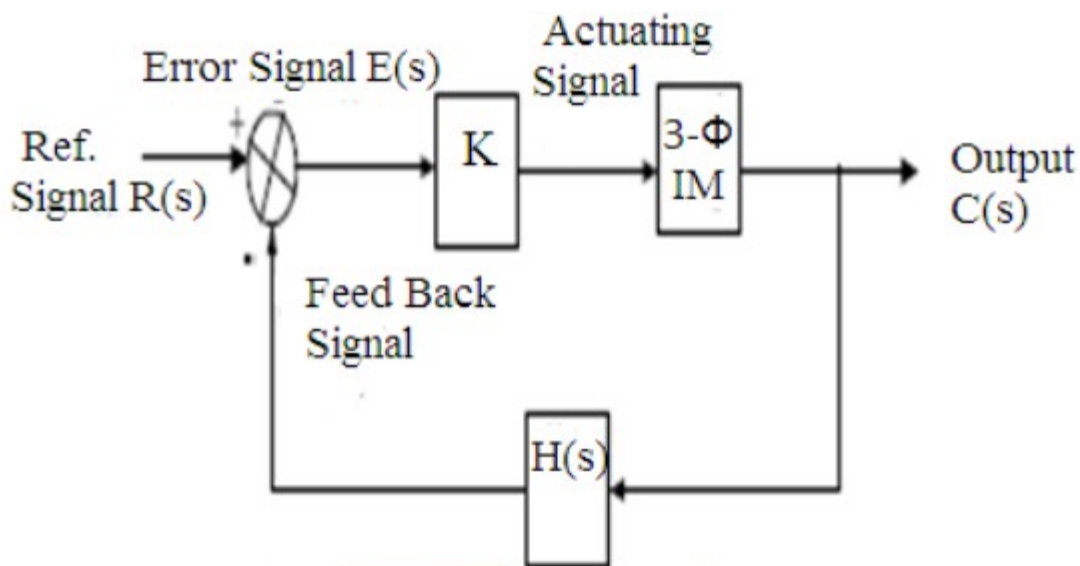 Actuating
Signal
Error Signal E(s)
+
Ref.
Signal R(s)
K
3-Φ
IM
Output
C(s)
Feed Back
Signal
H(s)